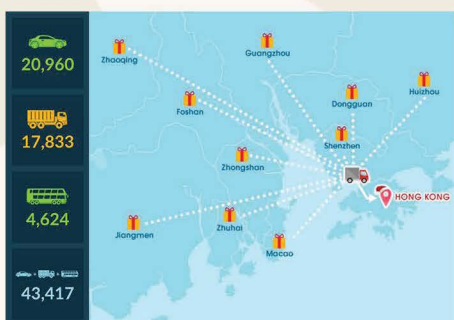 20,960
17,833
4,624
43,417
Zhaoqing
Guangzhou
Huizhou
Foshan
Dongguan
Shenzhen
Zhongshan
HONG KONG
Jiangmen
Zhuhai
Macao